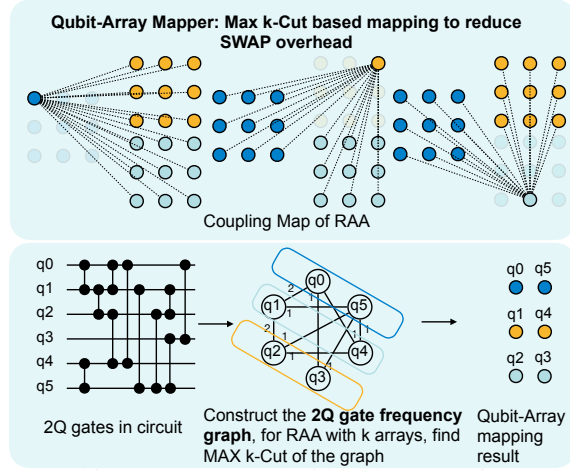 Qubit-Array Mapper: Max k-Cut based mapping to reduce
SWAP overhead
Coupling Map of RAA
q0
q1
q2
q3
q4
q5
2Q gates in circuit
q0
q1
q5
q2
q4
q3
2
1
1
2
1
1
1
1
1
Construct the 2Q gate frequency
graph, for RAA with k arrays, find
MAX k-Cut of the graph
q0 q5
q1 q4
q2 q3
Qubit-Array
mapping
result